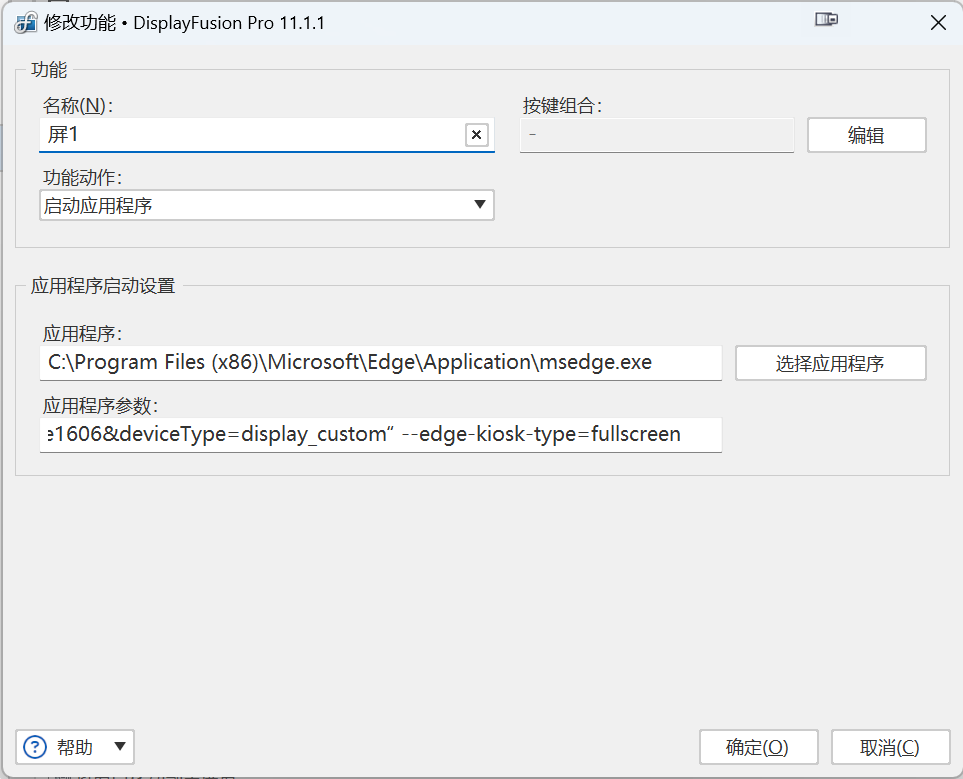 修改功能 • DisplayFusion Pro 11.1.1
功能
名称(N):
按键组合:
屏1
-
编辑
功能动作:
启动应用程序
应用程序启动设置
应用程序:
C:\Program Files (x86)\Microsoft\Edge\Application\msedge.exe
选择应用程序
应用程序参数:
e1606&deviceType=display_custom“ --edge-kiosk-type=fullscreen
帮助
确定(O)
取消(C)